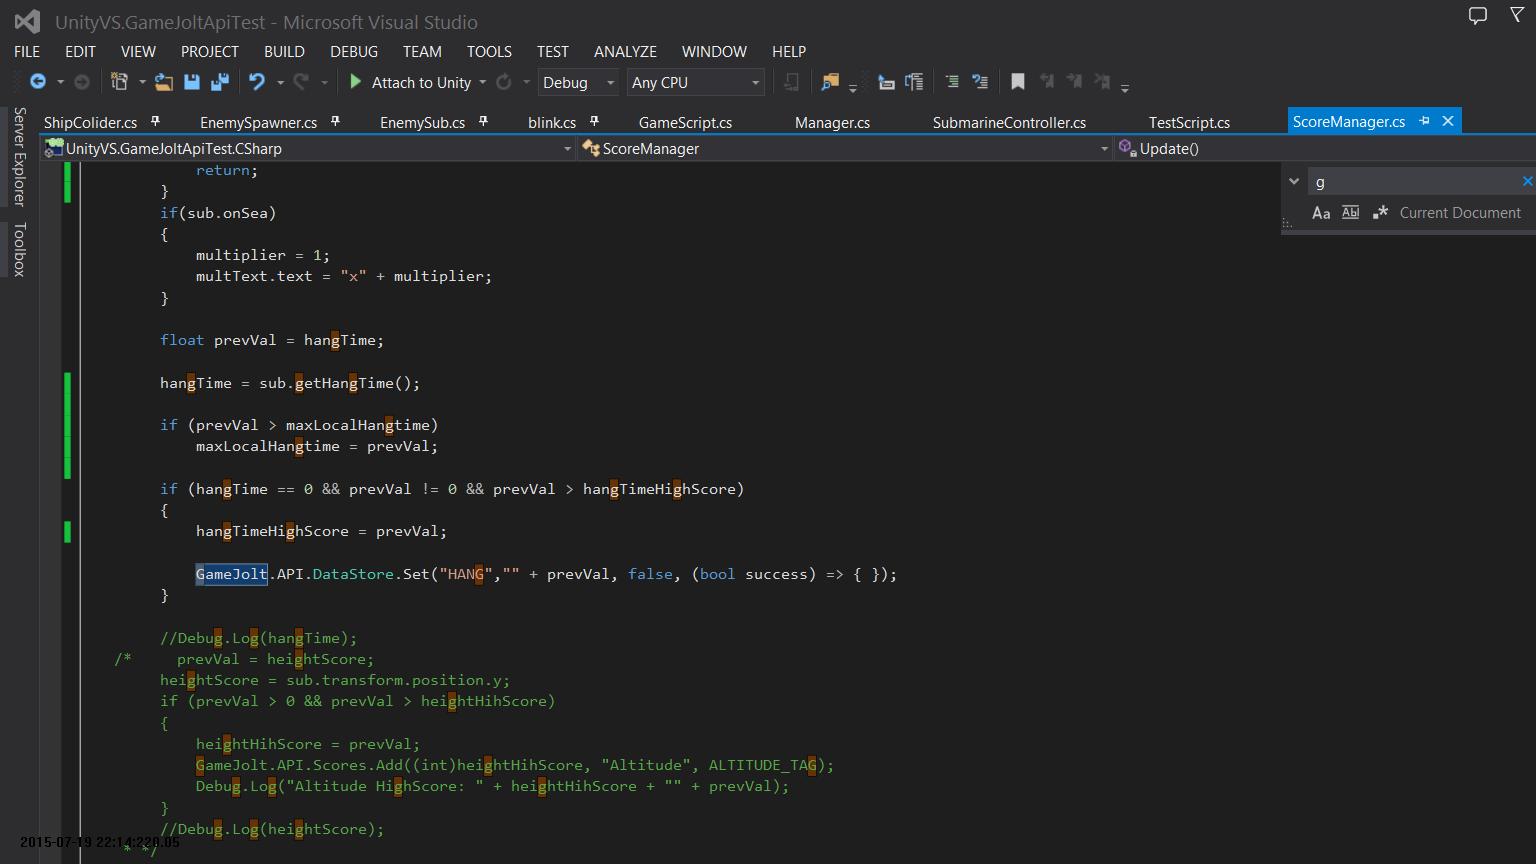 UnityVS.GameJoltApiTest - Microsoft Visual Studio
FILE EDIT VIEW PROJECT BUILD DEBUG TEAM TOOLS TEST ANALYZE WINDOW HELP
Attach to Unity Debug Any CPU
Server Explorer
Toolbox
ShipColider.cs EnemySpawner.cs EnemySub.cs blink.cs GameScript.cs Manager.cs SubmarineController.cs TestScript.cs ScoreManager.cs
UnityVS.GameJoltApiTest.CSharp ScoreManager Update()
g
Aa Abl .* Current Document
return;
}
if(sub.onSea)
{
multiplier = 1;
multText.text = "x" + multiplier;
}
float prevVal = hangTime;
hangTime = sub.getHangTime();
if (prevVal > maxLocalHangtime)
maxLocalHangtime = prevVal;
if (hangTime == 0 && prevVal != 0 && prevVal > hangTimeHighScore)
{
hangTimeHighScore = prevVal;
GameJolt.API.DataStore.Set("HANG","" + prevVal, false, (bool success) => { });
}
//Debug.Log(hangTime);
/* prevVal = heightScore;
heightScore = sub.transform.position.y;
if (prevVal > 0 && prevVal > heightHihScore)
{
heightHihScore = prevVal;
GameJolt.API.Scores.Add((int)heightHihScore, "Altitude", ALTITUDE_TAG);
Debug.Log("Altitude HighScore: " + heightHihScore + "" + prevVal);
}
//Debug.Log(heightScore);
2015-07-19 22:14:220.05
* */